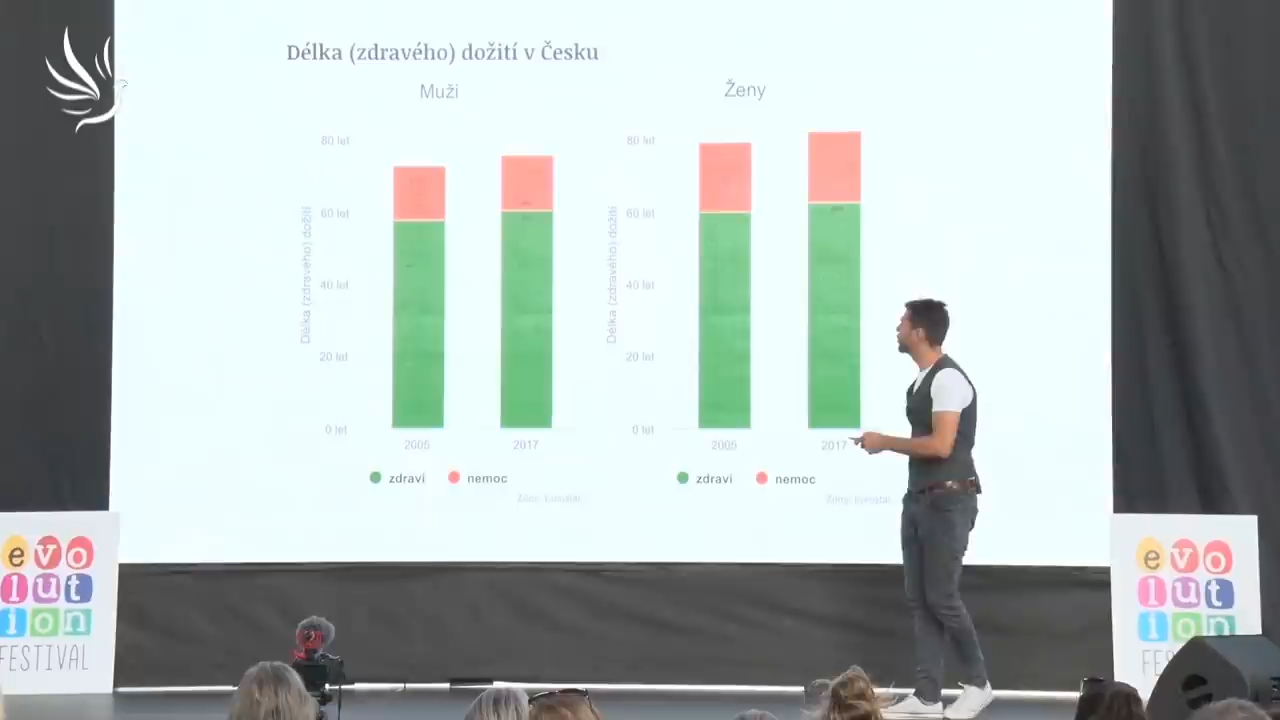 Délka (zdravého) dožití v Česku
Muži
80 let
60 let
40 let
20 let
0 let
Délka (zdravého) dožití
2005
2017
zdraví
nemoc
Ženy
80 let
60 let
40 let
20 let
0 let
Délka (zdravého) dožití
2005
2017
zdraví
nemoc
evo
lut
ion
FESTIVAL
evo
lut
ion